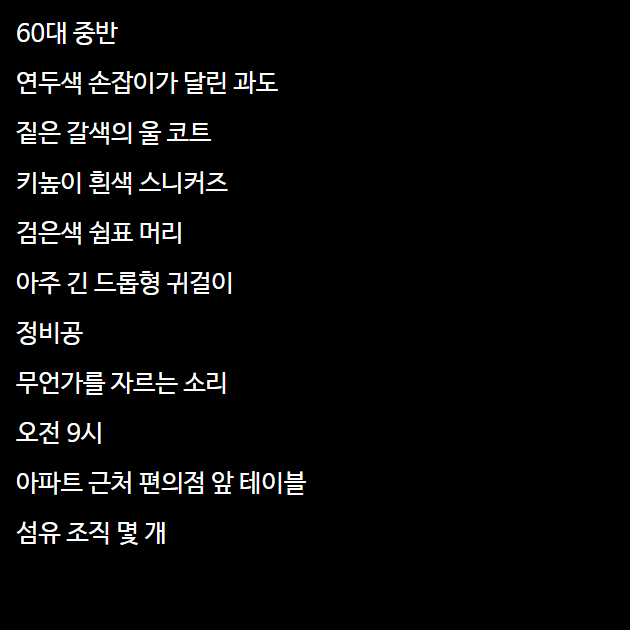 60대 중반
연두색 손잡이가 달린 과도
짙은 갈색의 울 코트
키높이 흰색 스니커즈
검은색 쉼표 머리
아주 긴 드롭형 귀걸이
정비공
무언가를 자르는 소리
오전 9시
아파트 근처 편의점 앞 테이블
섬유 조직 몇 개